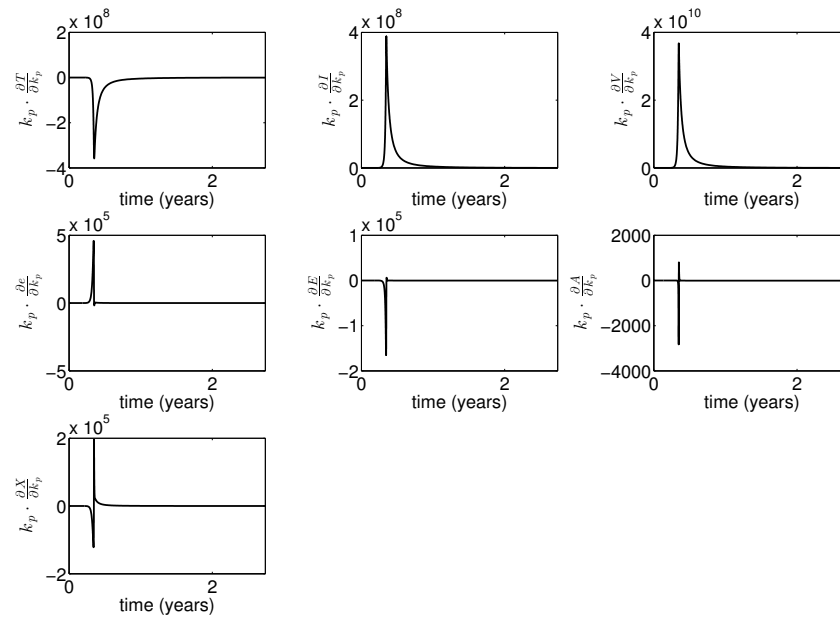 x 10^8
2
0
−2
−4
k_p · ∂T/∂k_p
0 2
time (years)
x 10^8
4
2
0
k_p · ∂I/∂k_p
0 2
time (years)
x 10^10
4
2
0
k_p · ∂V/∂k_p
0 2
time (years)
x 10^5
5
0
−5
k_p · ∂e/∂k_p
0 2
time (years)
x 10^5
1
0
−1
−2
k_p · ∂E/∂k_p
0 2
time (years)
2000
0
−2000
−4000
k_p · ∂A/∂k_p
0 2
time (years)
x 10^5
2
0
−2
k_p · ∂X/∂k_p
0 2
time (years)